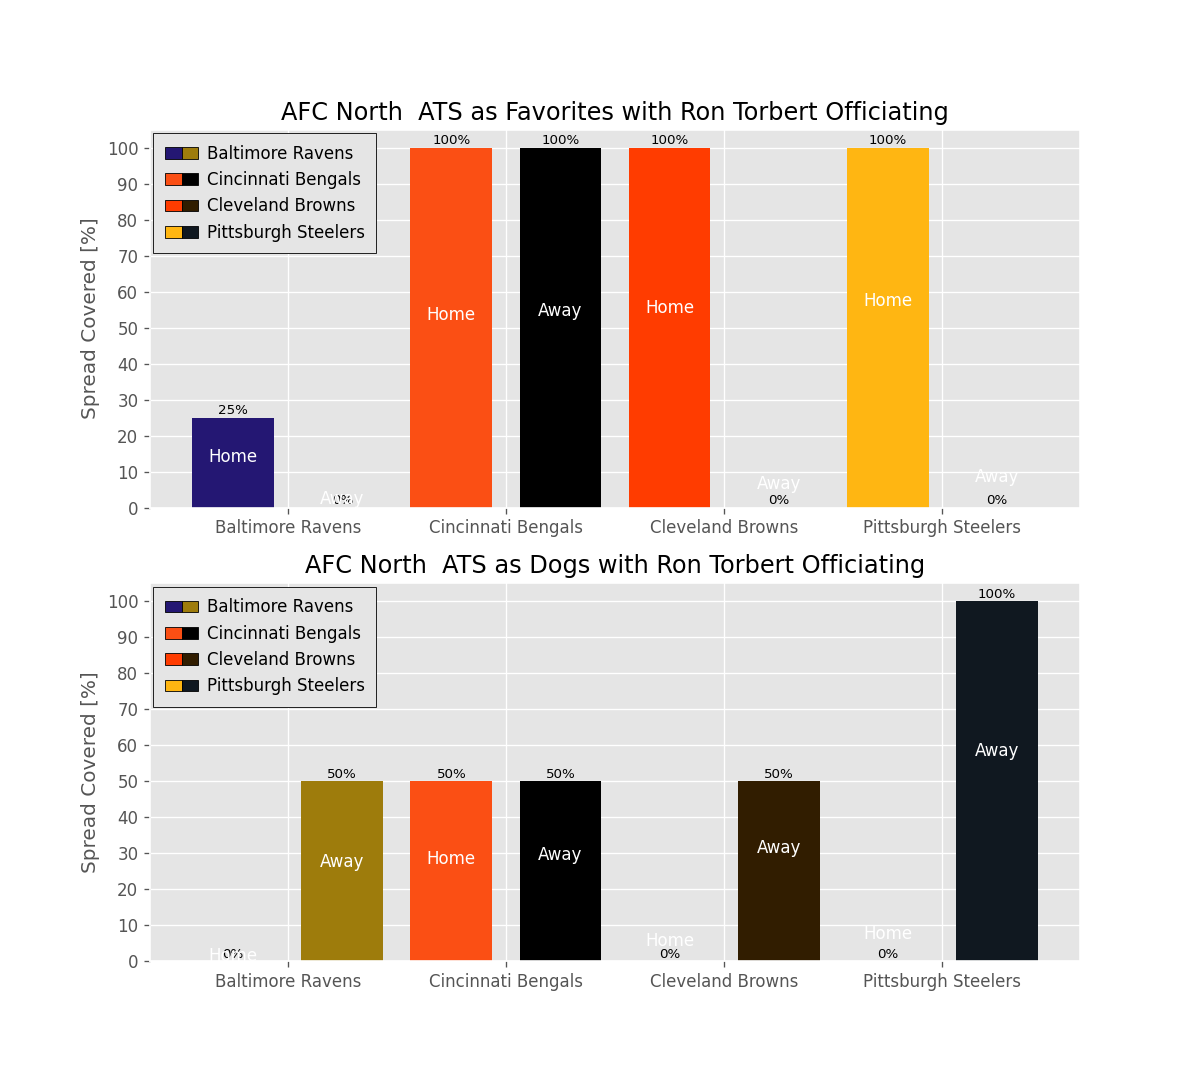 AFC North  ATS as Favorites with Ron Torbert Officiating
Spread Covered [%]
100
90
80
70
60
50
40
30
20
10
0
Baltimore Ravens
Cincinnati Bengals
Cleveland Browns
Pittsburgh Steelers
25%
0%
100%
100%
100%
0%
100%
0%
Home
Away
Home
Away
Home
Away
Home
Away
Baltimore Ravens
Cincinnati Bengals
Cleveland Browns
Pittsburgh Steelers
AFC North  ATS as Dogs with Ron Torbert Officiating
Spread Covered [%]
100
90
80
70
60
50
40
30
20
10
0
Baltimore Ravens
Cincinnati Bengals
Cleveland Browns
Pittsburgh Steelers
0%
50%
50%
50%
0%
50%
0%
100%
Home
Away
Home
Away
Home
Away
Home
Away
Baltimore Ravens
Cincinnati Bengals
Cleveland Browns
Pittsburgh Steelers